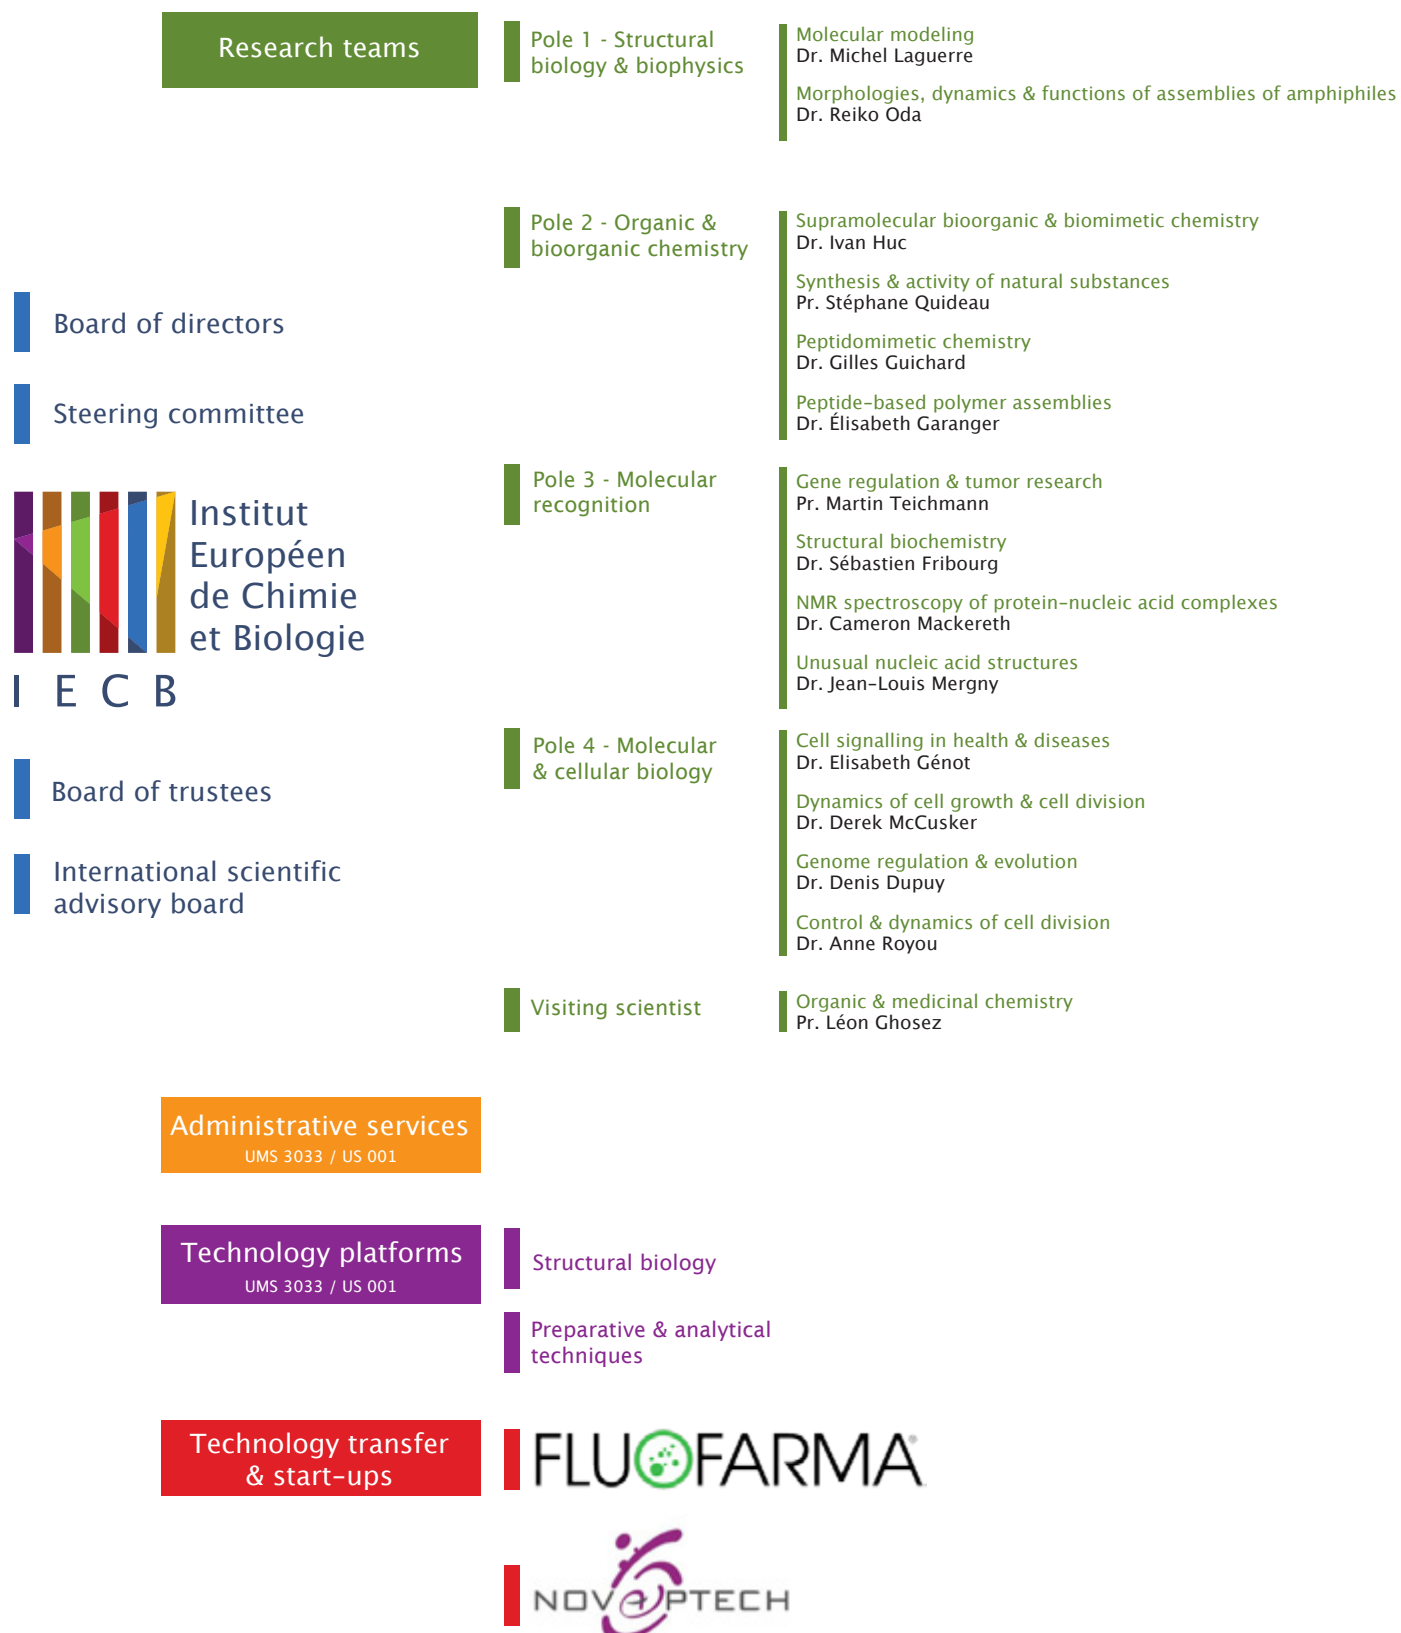 Research teams
Pole 1 - Structural
biology & biophysics
Molecular modeling
Dr. Michel Laguerre
Morphologies, dynamics & functions of assemblies of amphiphiles
Dr. Reiko Oda
Pole 2 - Organic &
bioorganic chemistry
Supramolecular bioorganic & biomimetic chemistry
Dr. Ivan Huc
Synthesis & activity of natural substances
Pr. Stéphane Quideau
Peptidomimetic chemistry
Dr. Gilles Guichard
Peptide-based polymer assemblies
Dr. Élisabeth Garanger
Board of directors
Steering committee
Institut
Européen
de Chimie
et Biologie
I E C B
Board of trustees
International scientific
advisory board
Pole 3 - Molecular
recognition
Gene regulation & tumor research
Pr. Martin Teichmann
Structural biochemistry
Dr. Sébastien Fribourg
NMR spectroscopy of protein-nucleic acid complexes
Dr. Cameron Mackereth
Unusual nucleic acid structures
Dr. Jean-Louis Mergny
Pole 4 - Molecular
& cellular biology
Cell signalling in health & diseases
Dr. Elisabeth Génot
Dynamics of cell growth & cell division
Dr. Derek McCusker
Genome regulation & evolution
Dr. Denis Dupuy
Control & dynamics of cell division
Dr. Anne Royou
Visiting scientist
Organic & medicinal chemistry
Pr. Léon Ghosez
Administrative services
UMS 3033 / US 001
Technology platforms
UMS 3033 / US 001
Structural biology
Preparative & analytical
techniques
Technology transfer
& start-ups
FLUOFARMA®
NOVAPTECH